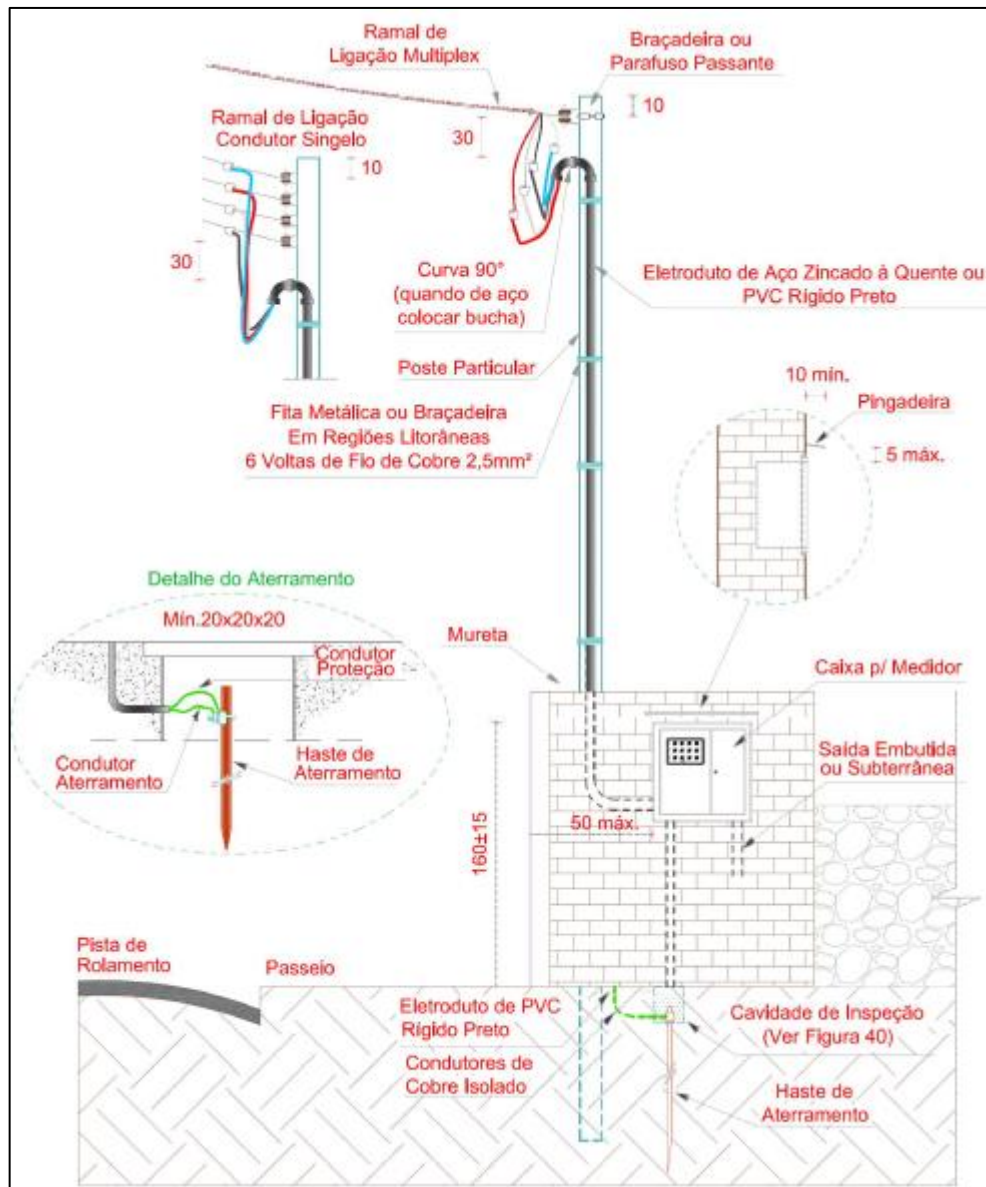 Ramal de
Ligação Multiplex
Braçadeira ou
Parafuso Passante
10
30
Ramal de Ligação
Condutor Singelo
10
30
Curva 90°
(quando de aço
colocar bucha)
Eletroduto de Aço Zincado à Quente ou
PVC Rígido Preto
Poste Particular
10 mín.
Pingadeira
5 máx.
Fita Metálica ou Braçadeira
Em Regiões Litorâneas
6 Voltas de Fio de Cobre 2,5mm²
Detalhe do Aterramento
Mín.20x20x20
Condutor
Proteção
Condutor
Aterramento
Haste de
Aterramento
Mureta
Caixa p/ Medidor
Saída Embutida
ou Subterrânea
50 máx.
160±15
Pista de
Rolamento
Passeio
Eletroduto de PVC
Rígido Preto
Condutores de
Cobre Isolado
Cavidade de Inspeção
(Ver Figura 40)
Haste de
Aterramento